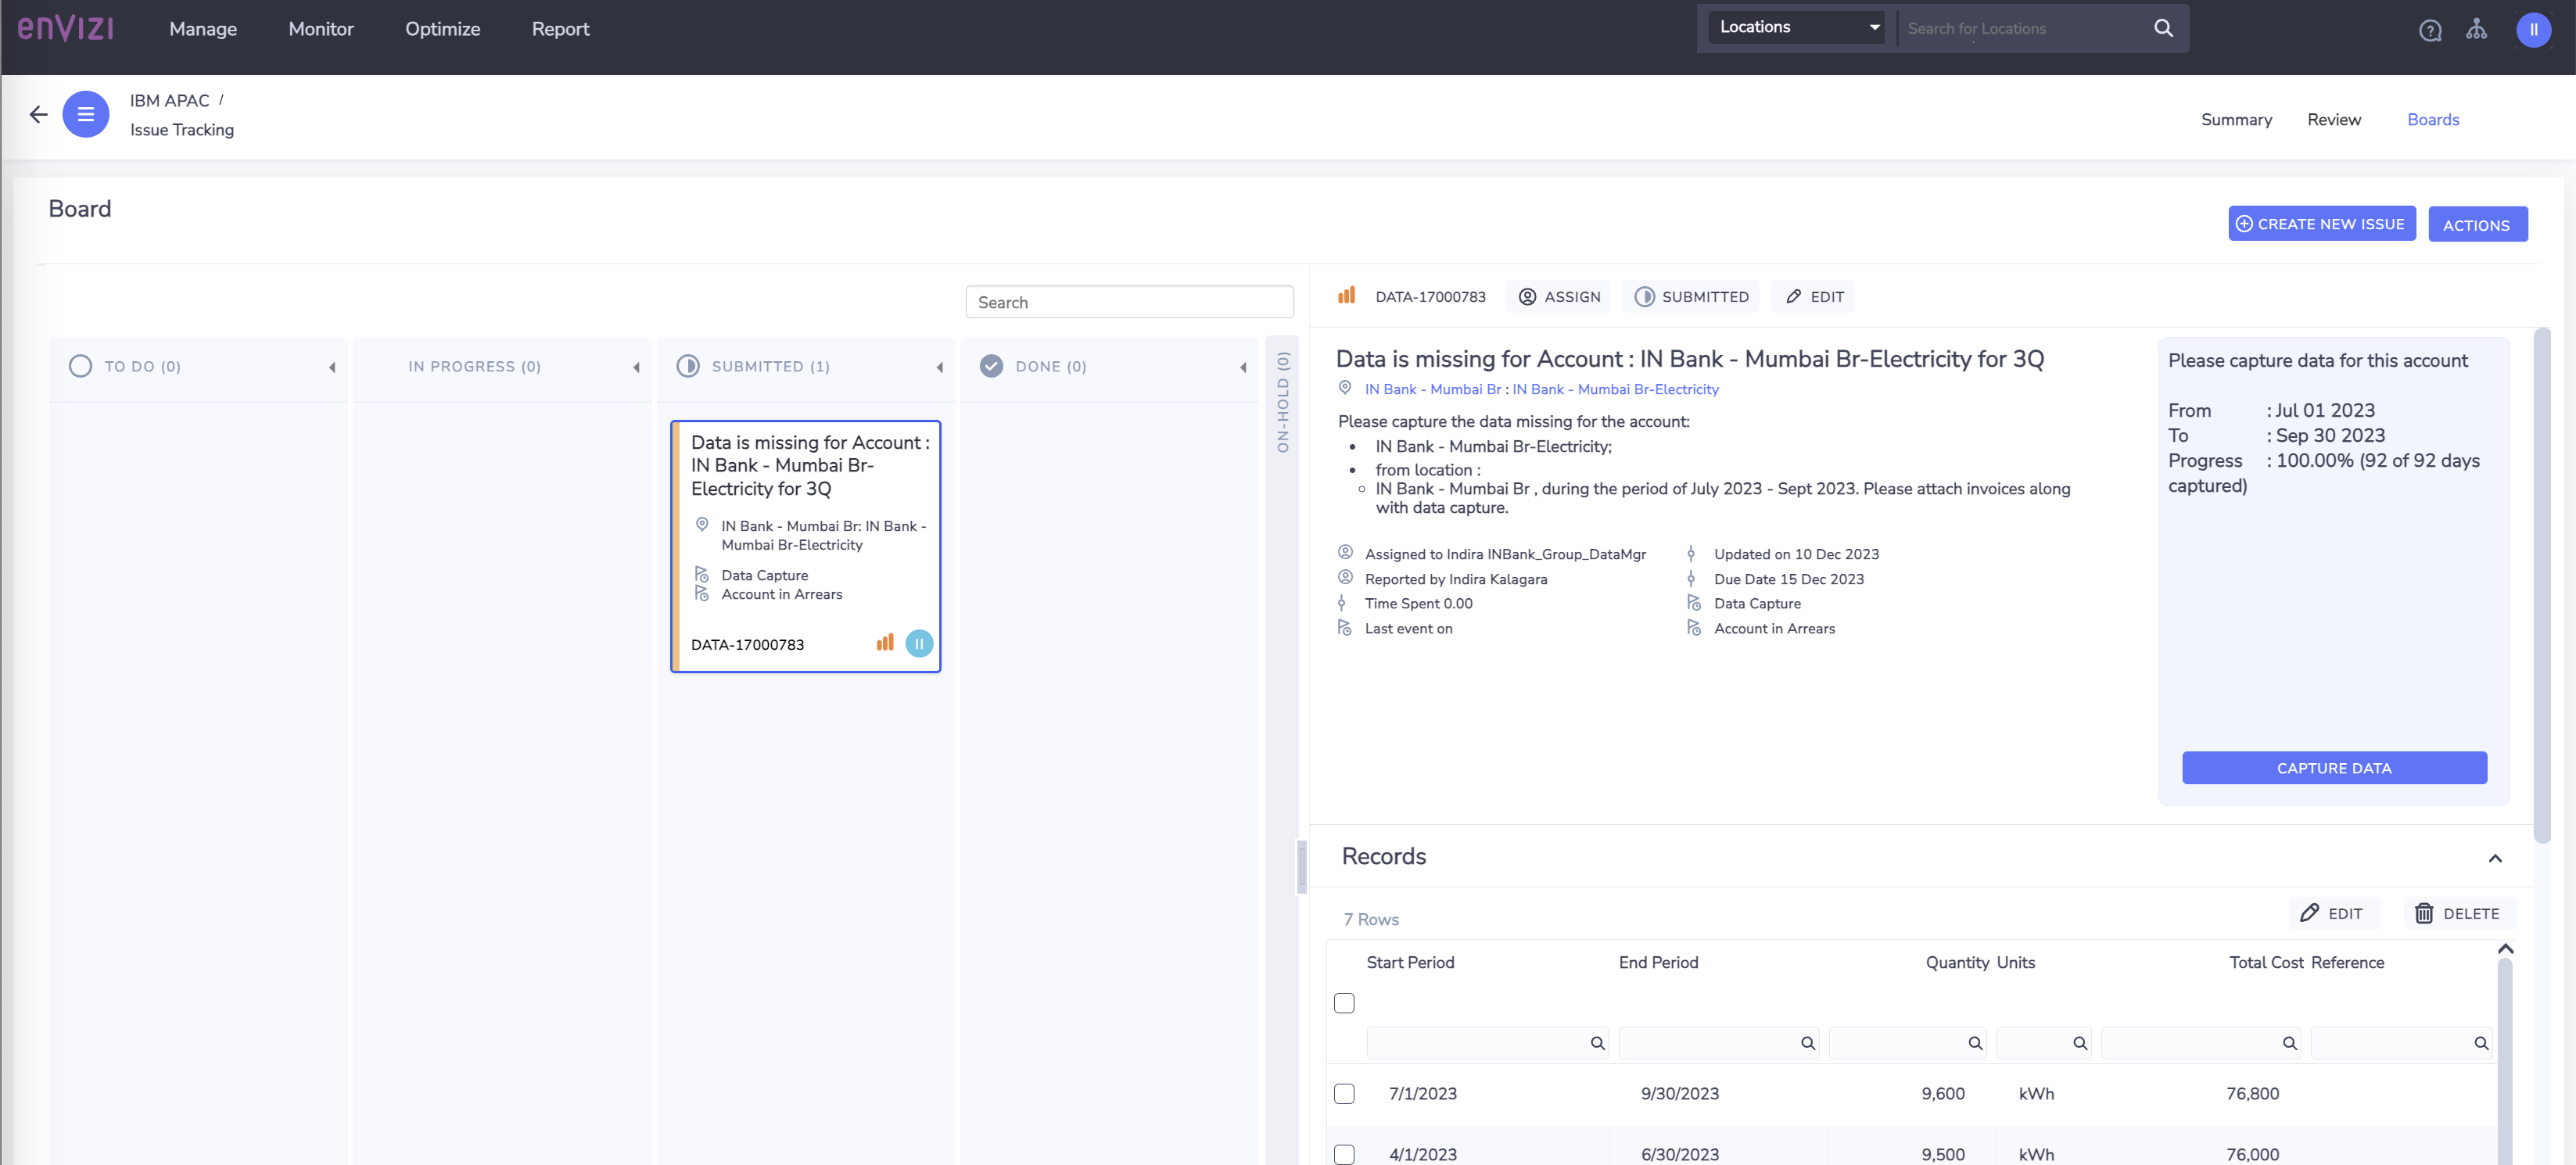 enVIZI Manage Monitor Optimize Report Locations Search for Locations ? II
IBM APAC /
Issue Tracking
Summary Review Boards
Board
CREATE NEW ISSUE ACTIONS
Search
TO DO (0) IN PROGRESS (0) SUBMITTED (1) DONE (0)
ON-HOLD (0)
Data is missing for Account :
IN Bank - Mumbai Br-
Electricity for 3Q
IN Bank - Mumbai Br: IN Bank -
Mumbai Br-Electricity
Data Capture
Account in Arrears
DATA-17000783 II
DATA-17000783 ASSIGN SUBMITTED EDIT
Data is missing for Account : IN Bank - Mumbai Br-Electricity for 3Q
IN Bank - Mumbai Br : IN Bank - Mumbai Br-Electricity
Please capture the data missing for the account:
• IN Bank - Mumbai Br-Electricity;
• from location :
○ IN Bank - Mumbai Br , during the period of July 2023 - Sept 2023. Please attach invoices along
with data capture.
Assigned to Indira INBank_Group_DataMgr Updated on 10 Dec 2023
Reported by Indira Kalagara Due Date 15 Dec 2023
Time Spent 0.00 Data Capture
Last event on Account in Arrears
Please capture data for this account
From : Jul 01 2023
To : Sep 30 2023
Progress : 100.00% (92 of 92 days
captured)
CAPTURE DATA
Records
7 Rows EDIT DELETE
Start Period End Period Quantity Units Total Cost Reference
7/1/2023 9/30/2023 9,600 kWh 76,800
4/1/2023 6/30/2023 9,500 kWh 76,000